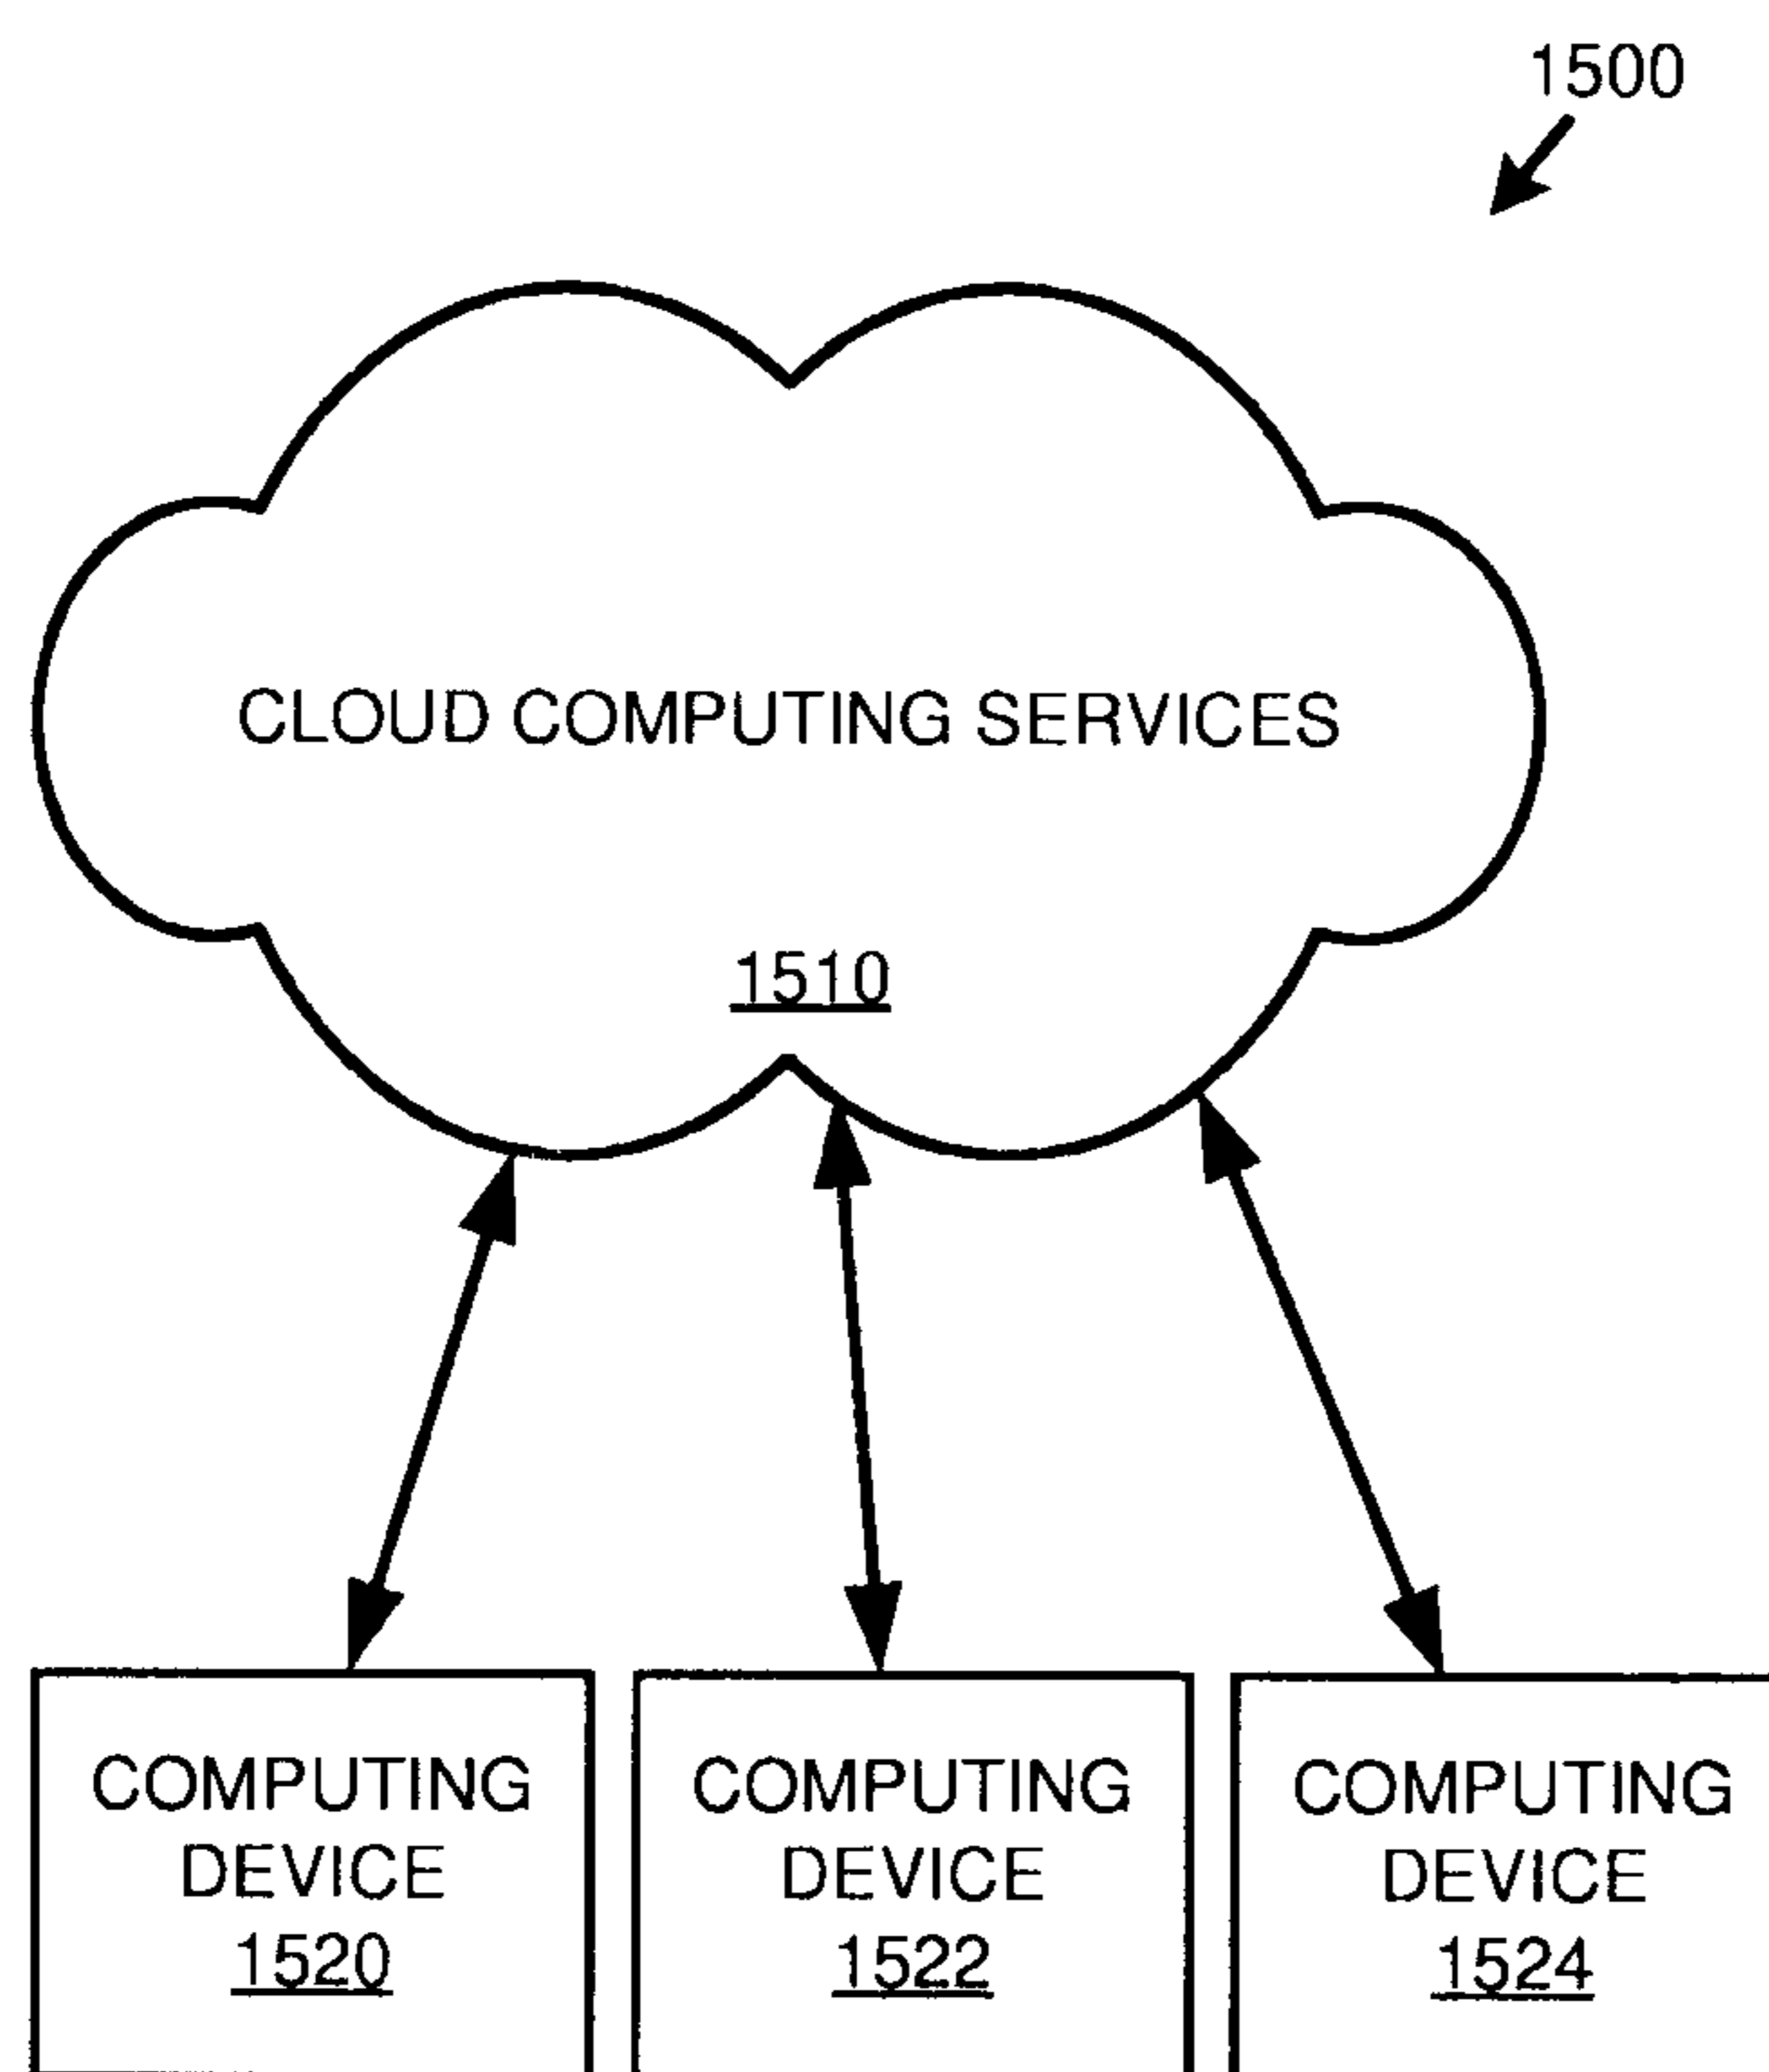 1500
CLOUD COMPUTING SERVICES
1510
COMPUTING
DEVICE
1520
COMPUTING
DEVICE
1522
COMPUTING
DEVICE
1524